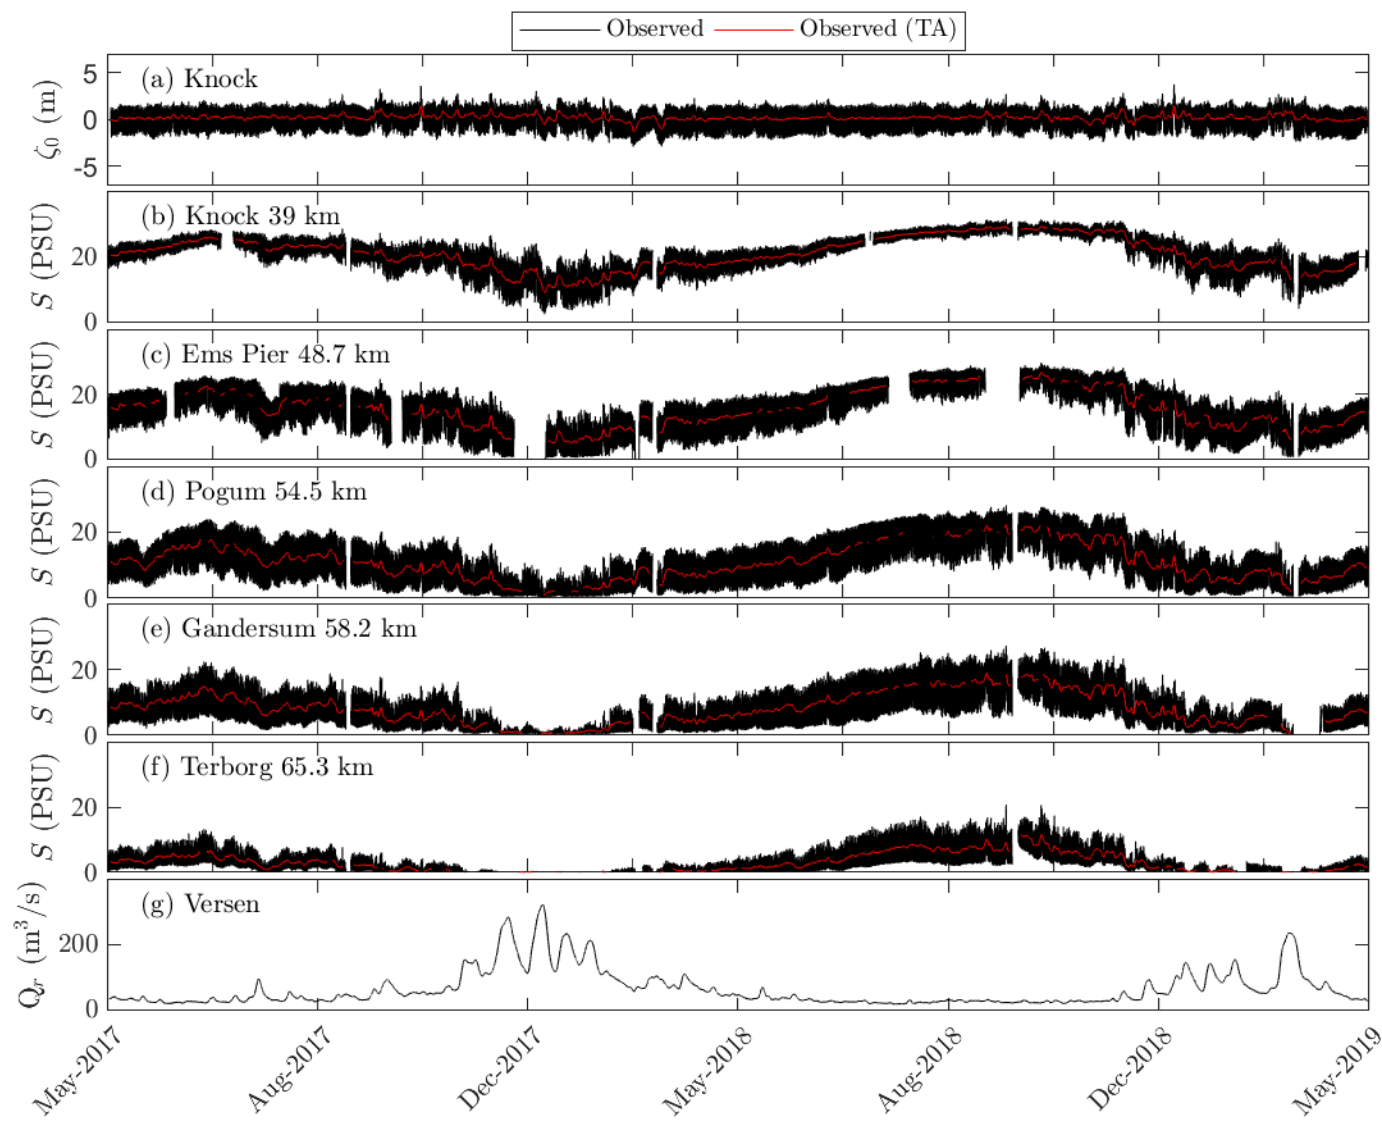 Observed Observed (TA)
(a) Knock
5
0
-5
ζ₀ (m)
(b) Knock 39 km
20
0
S (PSU)
(c) Ems Pier 48.7 km
20
0
S (PSU)
(d) Pogum 54.5 km
20
0
S (PSU)
(e) Gandersum 58.2 km
20
0
S (PSU)
(f) Terborg 65.3 km
20
0
S (PSU)
(g) Versen
200
0
Qᵣ (m³/s)
May-2017 Aug-2017 Dec-2017 May-2018 Aug-2018 Dec-2018 May-2019